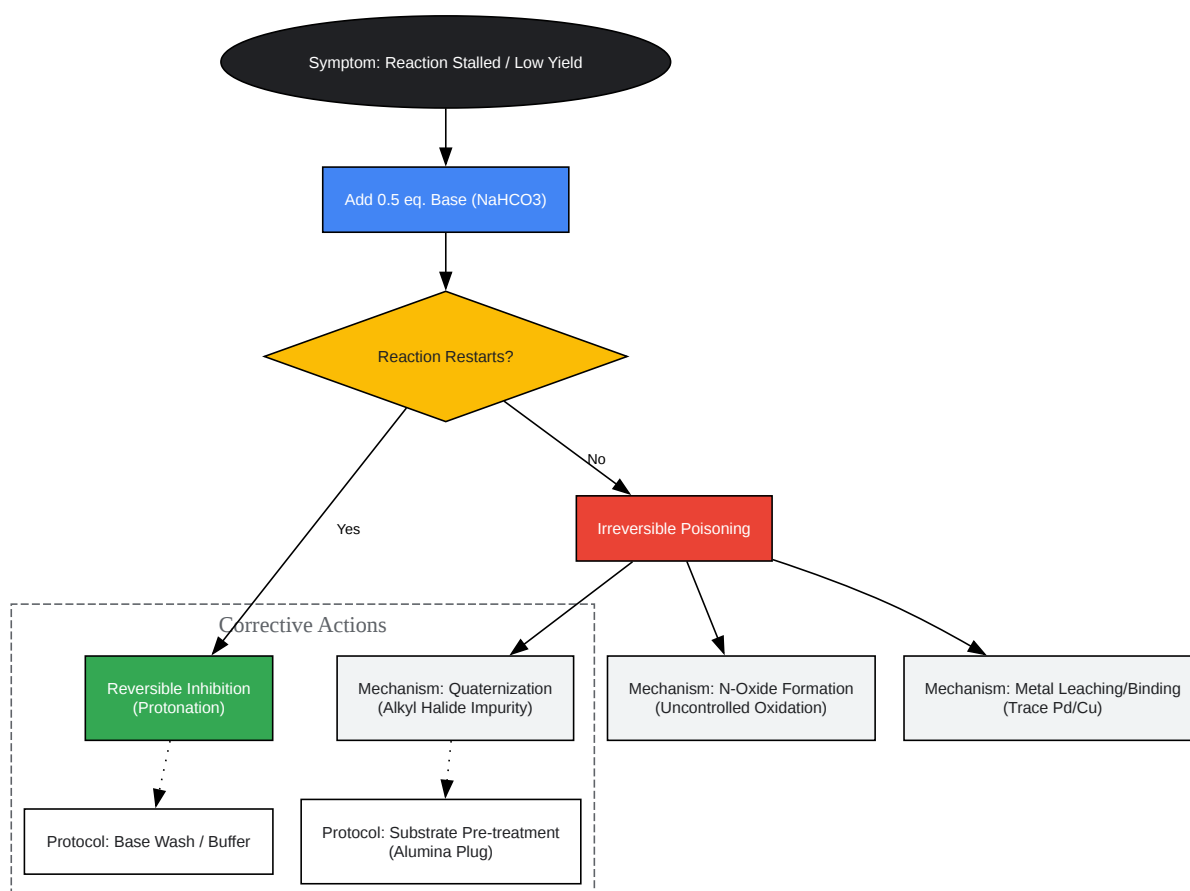 Symptom: Reaction Stalled / Low Yield
Add 0.5 eq. Base (NaHCO3)
Reaction Restarts?
No
Yes
Irreversible Poisoning
Corrective Actions
Reversible Inhibition
(Protonation)
Mechanism: Quaternization
(Alkyl Halide Impurity)
Mechanism: N-Oxide Formation
(Uncontrolled Oxidation)
Mechanism: Metal Leaching/Binding
(Trace Pd/Cu)
Protocol: Base Wash / Buffer
Protocol: Substrate Pre-treatment
(Alumina Plug)